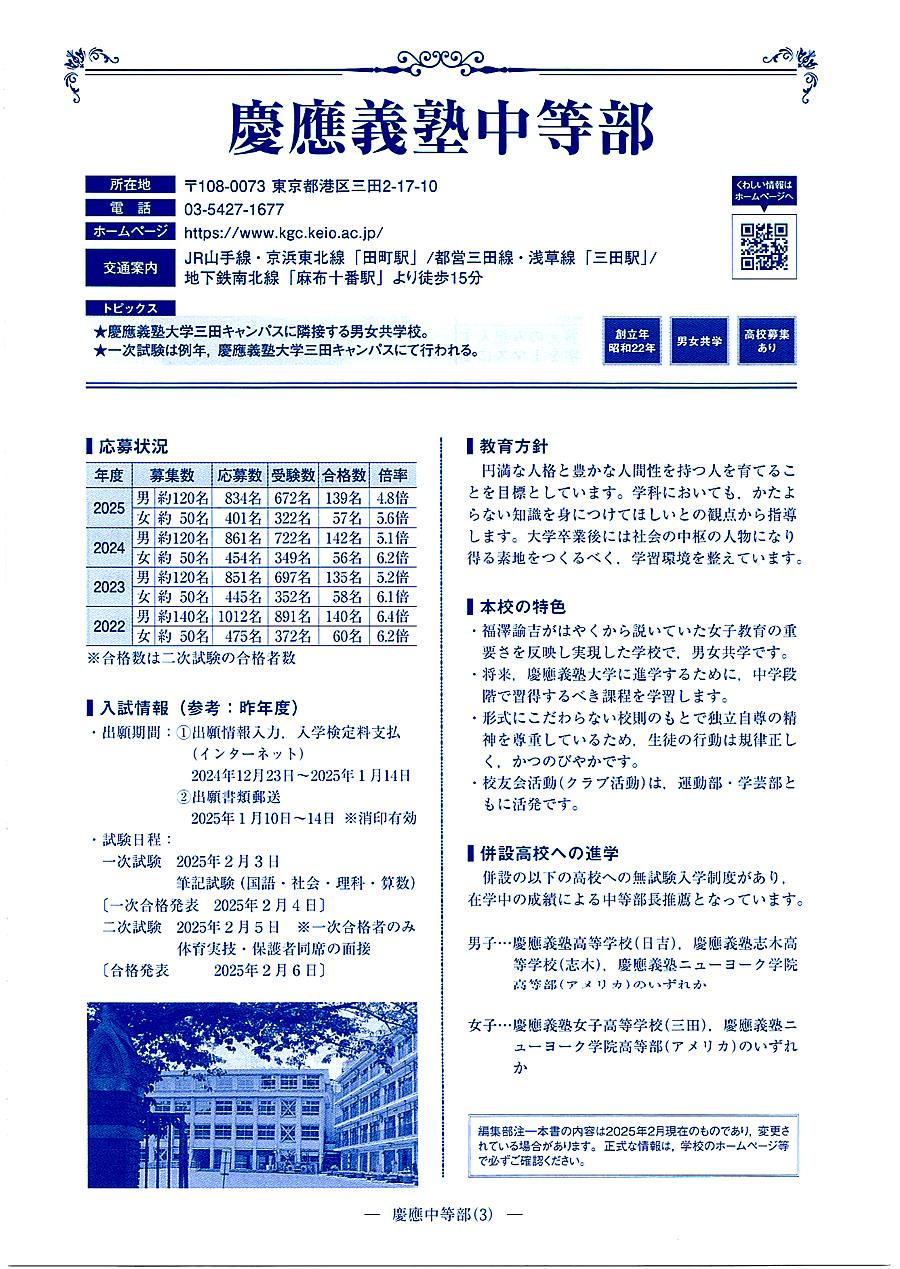 慶應義塾中等部
所在地 〒108-0073 東京都港区三田2-17-10
電話 03-5427-1677
ホームページ https://www.kgc.keio.ac.jp/
交通案内 JR山手線・京浜東北線「田町駅」/都営三田線・浅草線「三田駅」/
地下鉄南北線「麻布十番駅」より徒歩15分
くわしい情報は
ホームページへ
トピックス
★慶應義塾大学三田キャンパスに隣接する男女共学校。
★一次試験は例年,慶應義塾大学三田キャンパスにて行われる。
創立年
昭和22年
男女共学
高校募集
あり
応募状況
年度 募集数 応募数 受験数 合格数 倍率
2025 男 約120名 834名 672名 139名 4.8倍
女 約 50名 401名 322名 57名 5.6倍
2024 男 約120名 861名 722名 142名 5.1倍
女 約 50名 454名 349名 56名 6.2倍
2023 男 約120名 851名 697名 135名 5.2倍
女 約 50名 445名 352名 58名 6.1倍
2022 男 約140名 1012名 891名 140名 6.4倍
女 約 50名 475名 372名 60名 6.2倍
※合格数は二次試験の合格者数
入試情報(参考:昨年度)
・出願期間:①出願情報入力,入学検定料支払
(インターネット)
2024年12月23日～2025年1月14日
②出願書類郵送
2025年1月10日～14日 ※消印有効
・試験日程:
一次試験 2025年2月3日
筆記試験(国語・社会・理科・算数)
〔一次合格発表 2025年2月4日〕
二次試験 2025年2月5日 ※一次合格者のみ
体育実技・保護者同席の面接
〔合格発表 2025年2月6日〕
教育方針
円満な人格と豊かな人間性を持つ人を育てるこ
とを目標としています。学科においても,かたよ
らない知識を身につけてほしいとの観点から指導
します。大学卒業後には社会の中枢の人物になり
得る素地をつくるべく,学習環境を整えています。
本校の特色
・福澤諭吉がはやくから説いていた女子教育の重
要さを反映し実現した学校で,男女共学です。
・将来,慶應義塾大学に進学するために,中学段
階で習得するべき課程を学習します。
・形式にこだわらない校則のもとで独立自尊の精
神を尊重しているため,生徒の行動は規律正し
く,かつのびやかです。
・校友会活動(クラブ活動)は,運動部・学芸部と
もに活発です。
併設高校への進学
併設の以下の高校への無試験入学制度があり,
在学中の成績による中等部長推薦となっています。
男子…慶應義塾高等学校(日吉),慶應義塾志木高
等学校(志木),慶應義塾ニューヨーク学院
高等部(アメリカ)のいずれか
女子…慶應義塾女子高等学校(三田),慶應義塾ニ
ューヨーク学院高等部(アメリカ)のいずれ
か
編集部注―本書の内容は2025年2月現在のものであり,変更さ
れている場合があります。正式な情報は,学校のホームページ等
で必ずご確認ください。
― 慶應中等部(3) ―